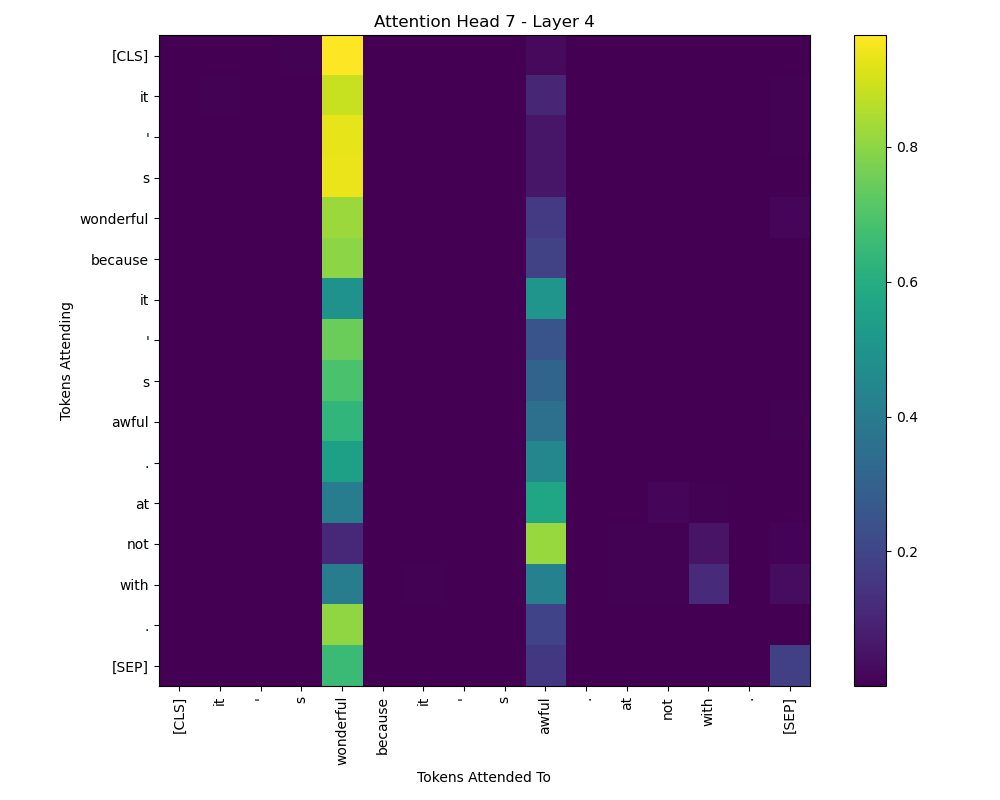 Attention Head 7 - Layer 4
[CLS]
it
'
s
wonderful
because
it
'
s
awful
.
at
not
with
.
[SEP]
Tokens Attending
[CLS]
it
'
s
wonderful
because
it
'
s
awful
.
at
not
with
.
[SEP]
Tokens Attended To
0.8
0.6
0.4
0.2